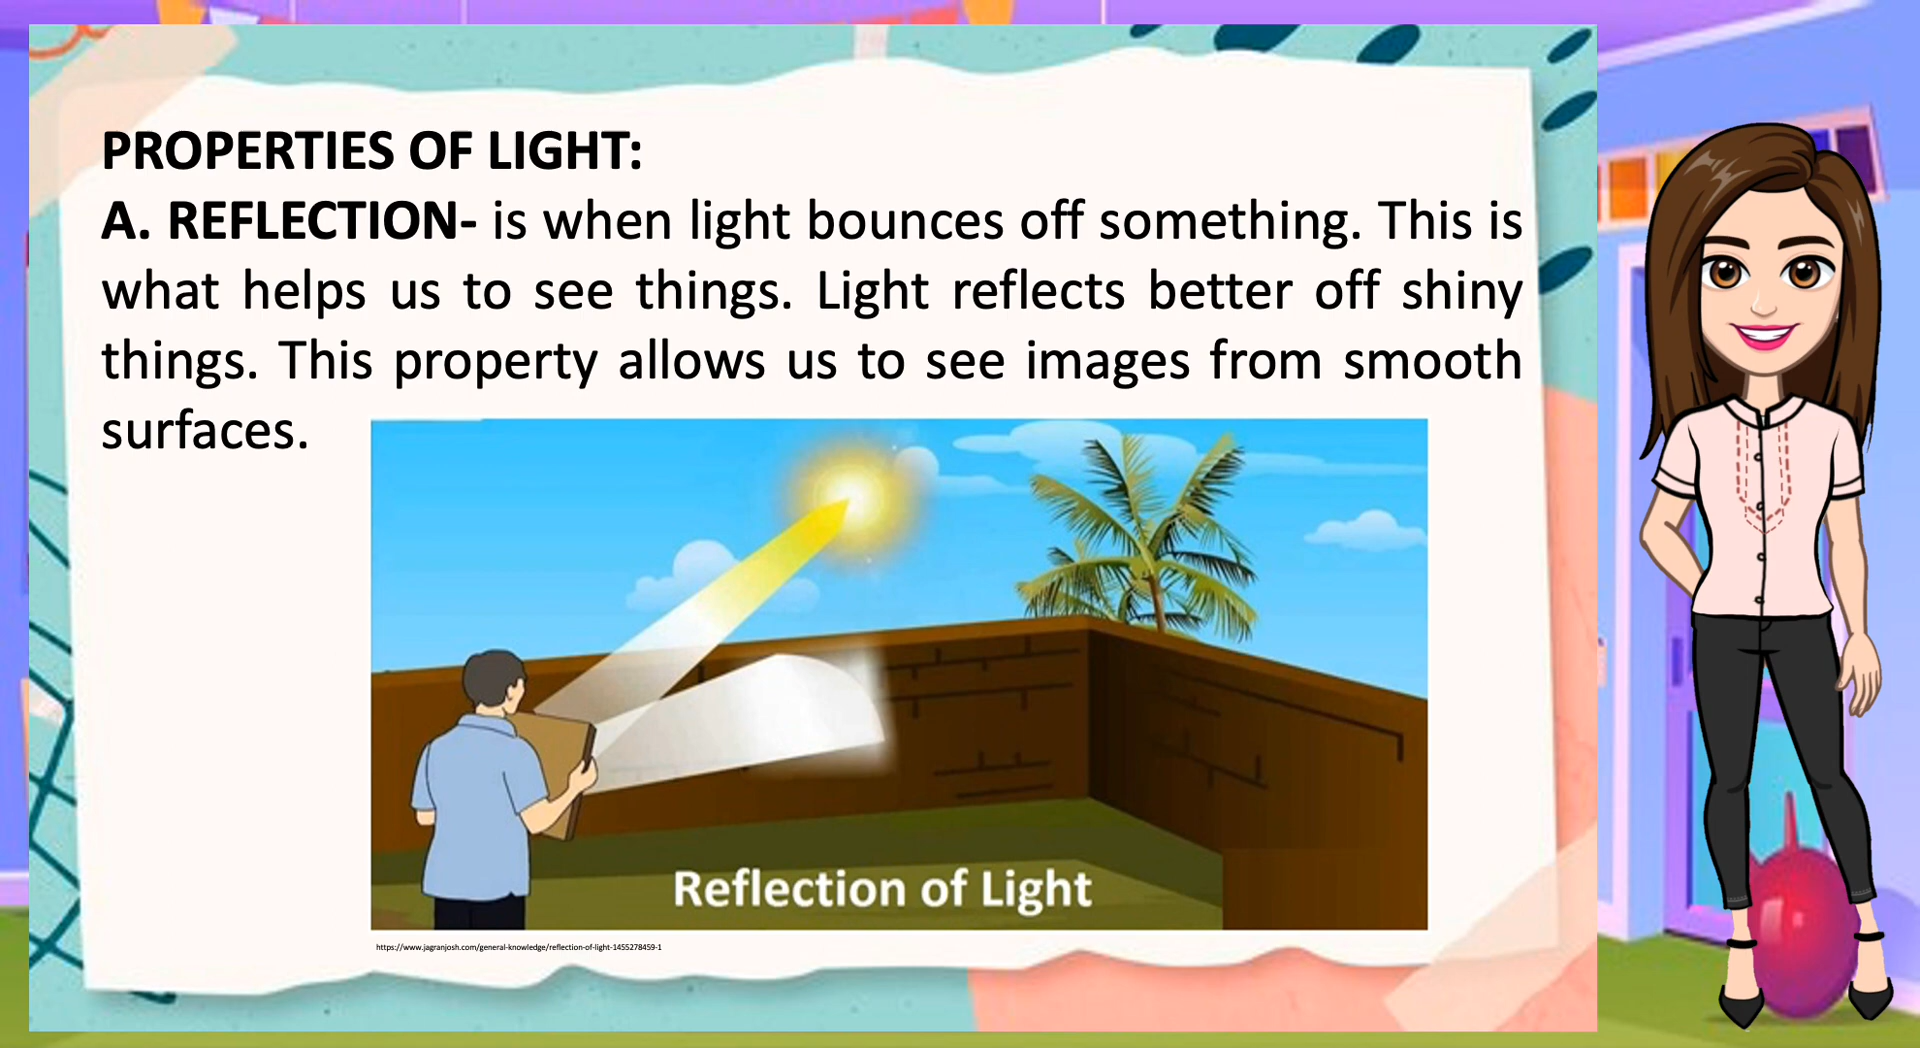 PROPERTIES OF LIGHT:
A. REFLECTION- is when light bounces off something. This is
what helps us to see things. Light reflects better off shiny
things. This property allows us to see images from smooth
surfaces.
Reflection of Light
https://www.jagranjosh.com/general-knowledge/reflection-of-light-1455278459-1